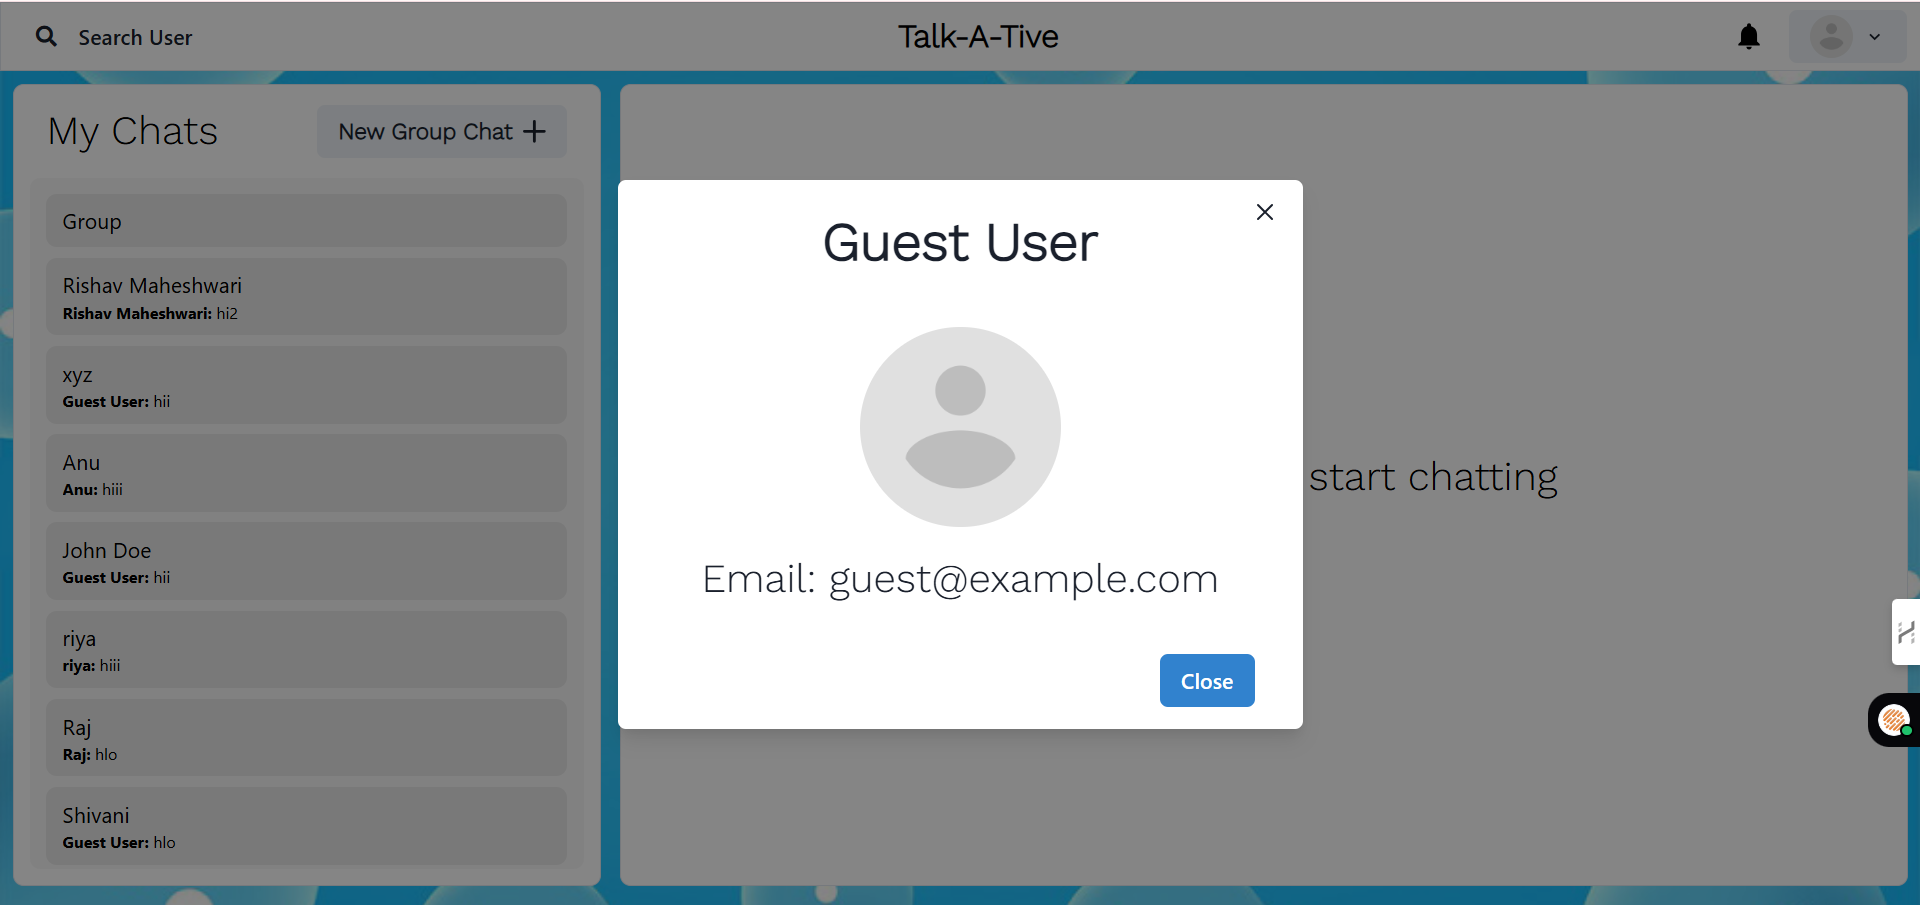 Search User
Talk-A-Tive
My Chats
New Group Chat
Group
Rishav Maheshwari
Rishav Maheshwari: hi2
xyz
Guest User: hii
Anu
Anu: hiii
John Doe
Guest User: hii
riya
riya: hiii
Raj
Raj: hlo
Shivani
Guest User: hlo
start chatting
Guest User
Email: guest@example.com
Close